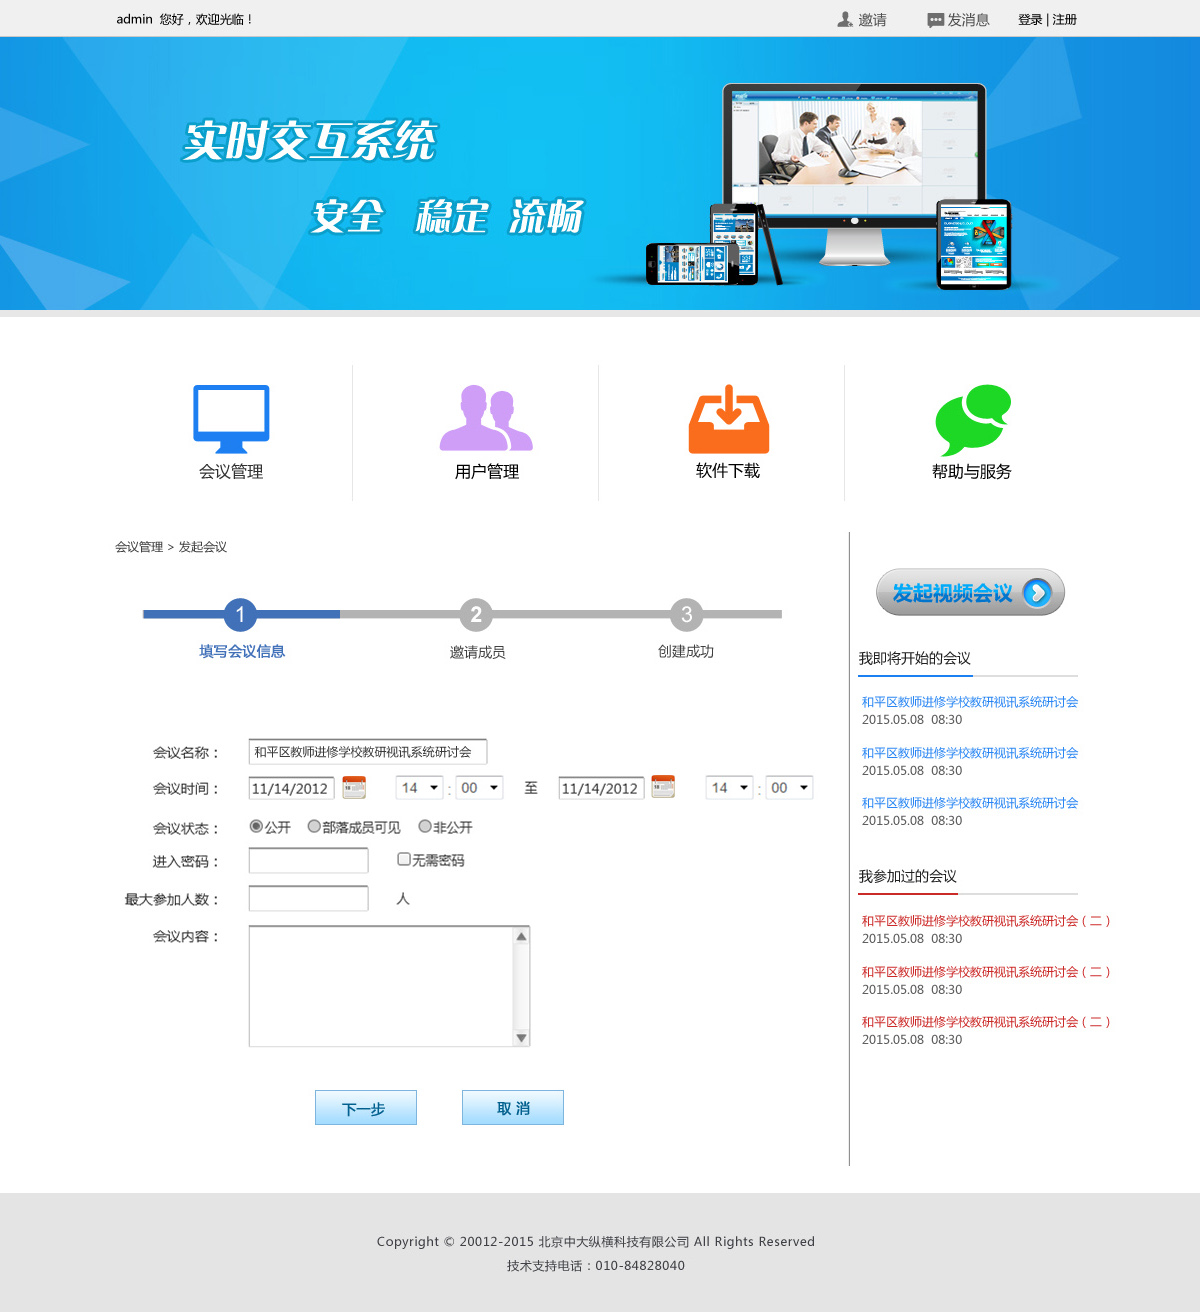 admin 您好，欢迎光临！ 邀请 发消息 登录 | 注册
实时交互系统
安全 稳定 流畅
会议管理 用户管理 软件下载 帮助与服务
会议管理 > 发起会议
1 2 3
填写会议信息 邀请成员 创建成功
会议名称： 和平区教师进修学校教研视讯系统研讨会
会议时间： 11/14/2012 14 : 00 至 11/14/2012 14 : 00
会议状态： 公开 部落成员可见 非公开
进入密码： 无需密码
最大参加人数： 人
会议内容：
下一步 取 消
发起视频会议
我即将开始的会议
和平区教师进修学校教研视讯系统研讨会
2015.05.08 08:30
和平区教师进修学校教研视讯系统研讨会
2015.05.08 08:30
和平区教师进修学校教研视讯系统研讨会
2015.05.08 08:30
我参加过的会议
和平区教师进修学校教研视讯系统研讨会（二）
2015.05.08 08:30
和平区教师进修学校教研视讯系统研讨会（二）
2015.05.08 08:30
和平区教师进修学校教研视讯系统研讨会（二）
2015.05.08 08:30
Copyright © 20012-2015 北京中大纵横科技有限公司 All Rights Reserved
技术支持电话：010-84828040